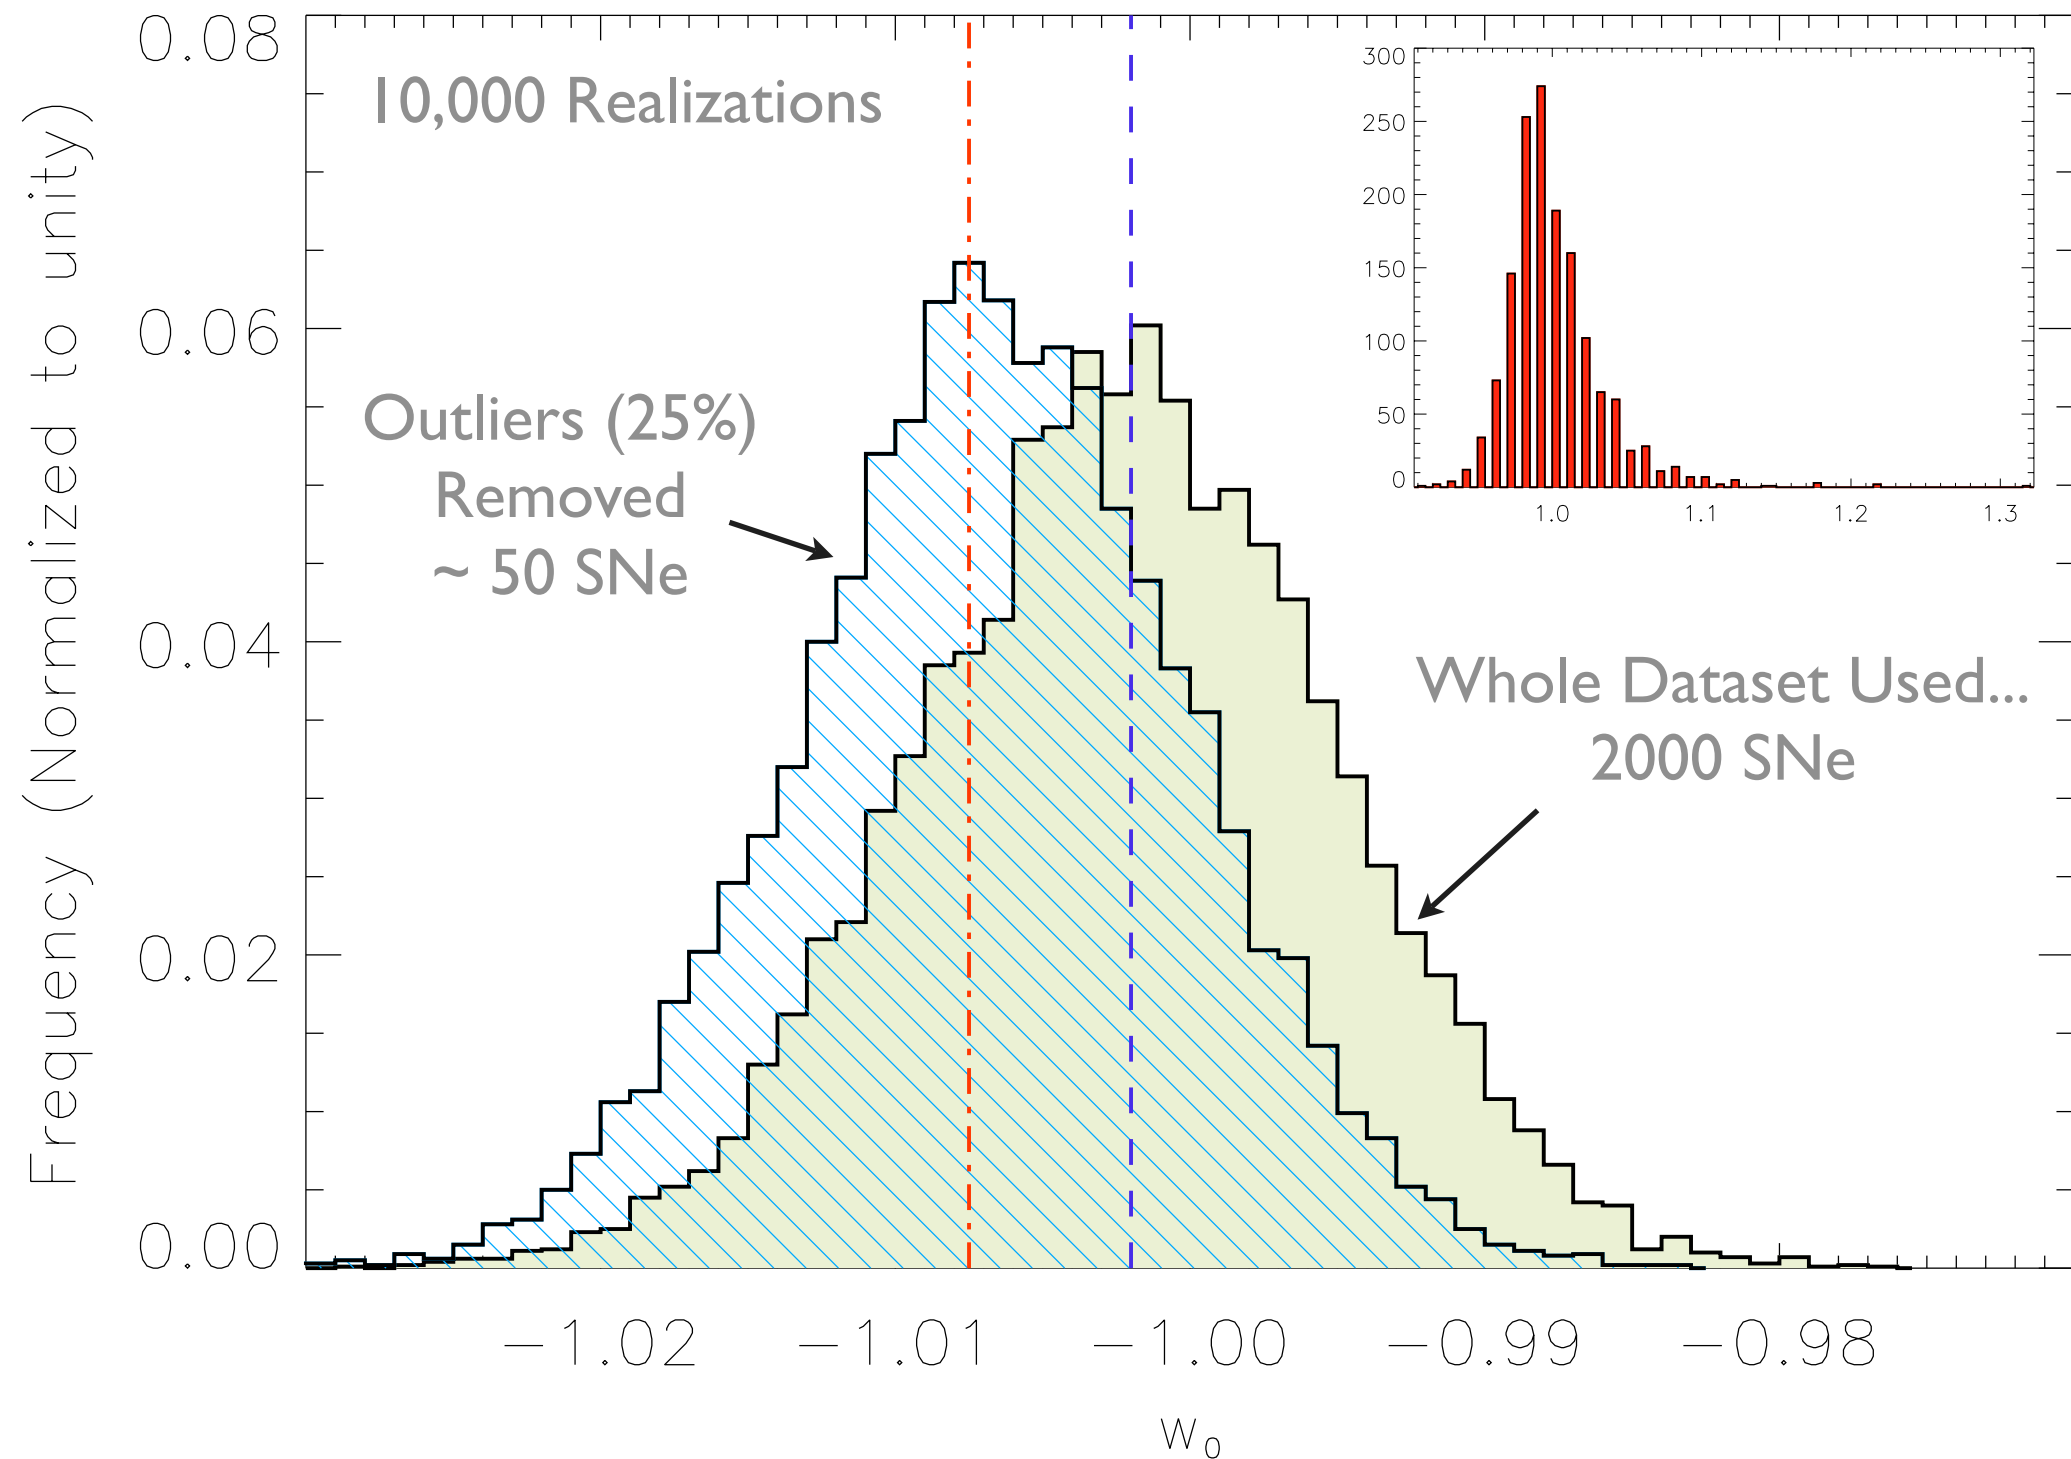 Frequency (Normalized to unity)
0.08
0.06
0.04
0.02
0.00
10,000 Realizations
Outliers (25%)
Removed
~ 50 SNe
Whole Dataset Used...
2000 SNe
300
250
200
150
100
50
0
1.0 1.1 1.2 1.3
−1.02 −1.01 −1.00 −0.99 −0.98
W0